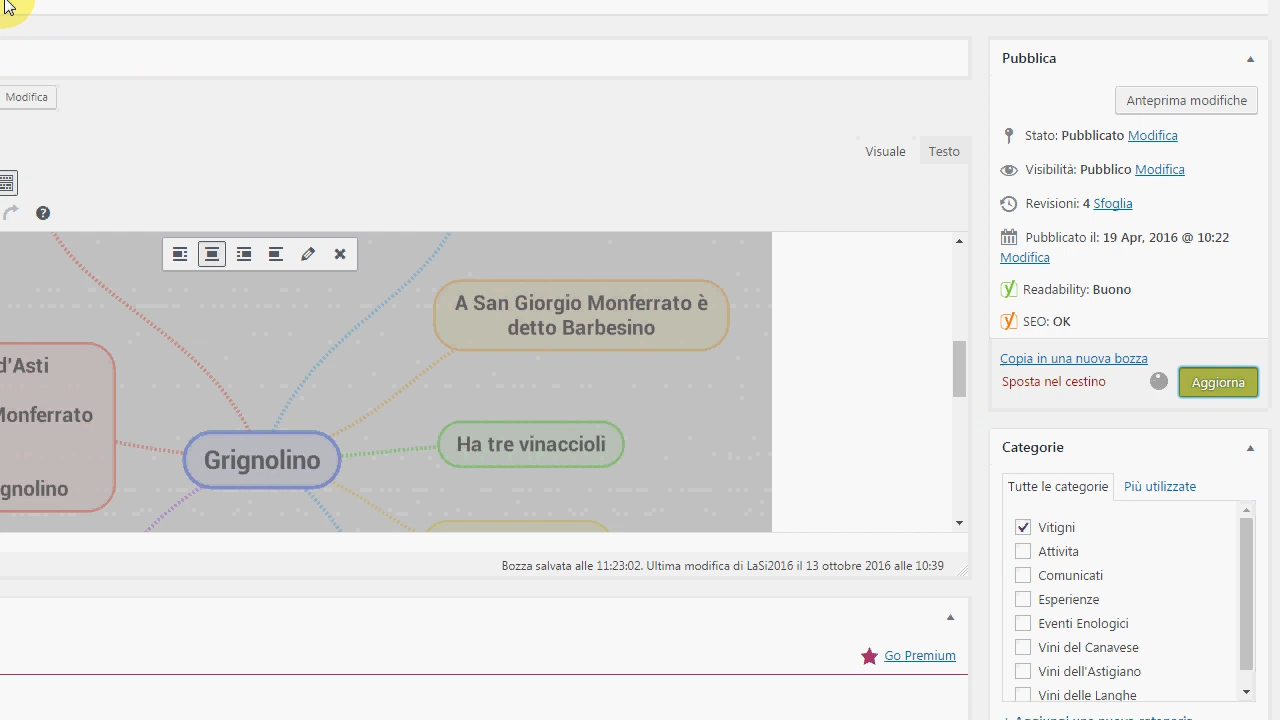 Modifica
Visuale
Testo
d'Asti
Monferrato
gnolino
Grignolino
A San Giorgio Monferrato è
detto Barbesino
Ha tre vinaccioli
Bozza salvata alle 11:23:02. Ultima modifica di LaSi2016 il 13 ottobre 2016 alle 10:39
Go Premium
Pubblica
Anteprima modifiche
Stato: Pubblicato Modifica
Visibilità: Pubblico Modifica
Revisioni: 4 Sfoglia
Pubblicato il: 19 Apr, 2016 @ 10:22
Modifica
Readability: Buono
SEO: OK
Copia in una nuova bozza
Sposta nel cestino
Aggiorna
Categorie
Tutte le categorie
Più utilizzate
Vitigni
Attivita
Comunicati
Esperienze
Eventi Enologici
Vini del Canavese
Vini dell'Astigiano
Vini delle Langhe
+ Aggiungi una nuova categoria